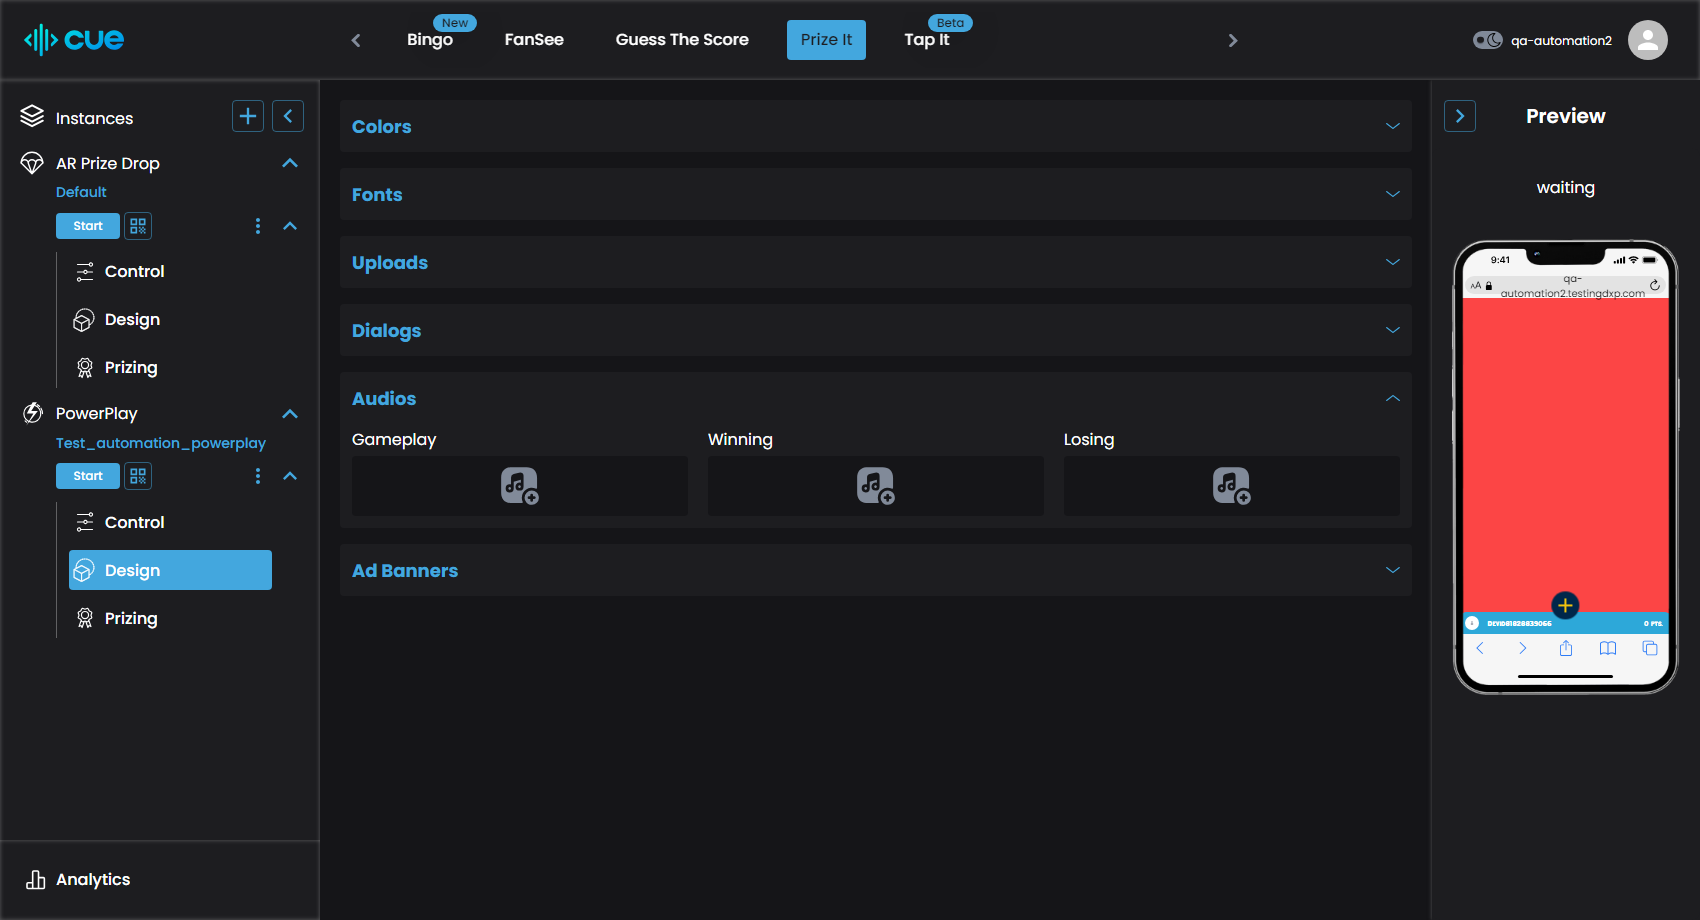 cue
Bingo
New
FanSee
Guess The Score
Prize It
Tap It
Beta
qa-automation2
Instances
AR Prize Drop
Default
Start
Control
Design
Prizing
PowerPlay
Test_automation_powerplay
Start
Control
Design
Prizing
Analytics
Colors
Fonts
Uploads
Dialogs
Audios
Gameplay
Winning
Losing
Ad Banners
Preview
waiting
9:41
AA
qa-
automation2.testingdxp.com
0 PTS.